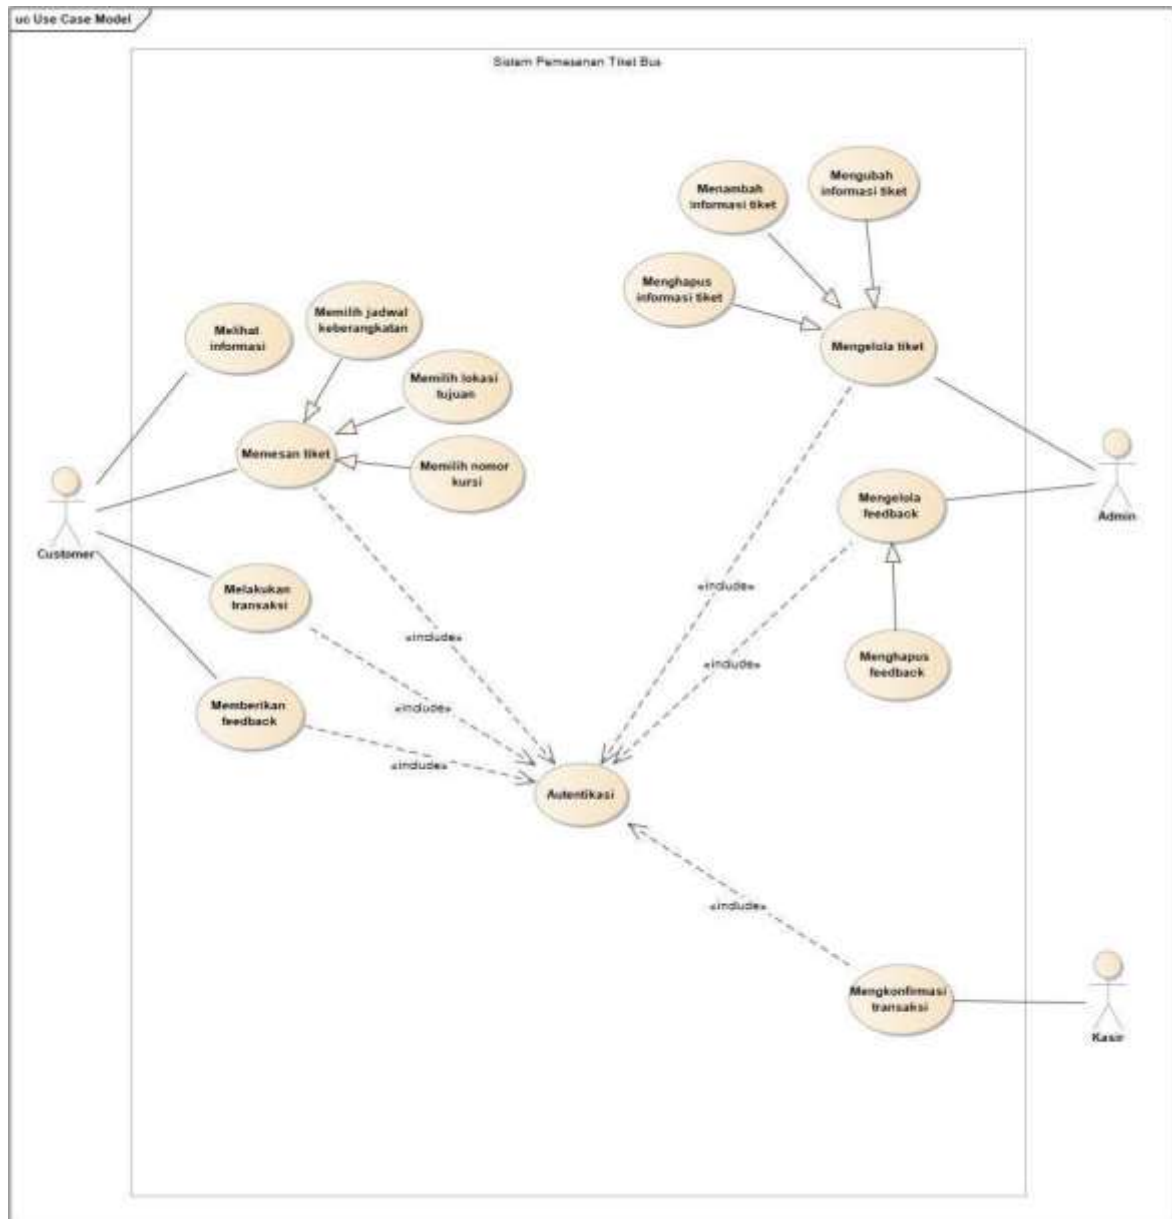 uc Use Case Model
Sistem Pemesanan Tiket Bus
Mengubah
informasi tiket
Menambah
informasi tiket
Menghapus
informasi tiket
Mengelola tiket
Memilih jadwal
keberangkatan
Melihat
informasi
Memilih lokasi
tujuan
Memesan tiket
Memilih nomor
kursi
Customer
Admin
Mengelola
feedback
Melakukan
transaksi
«include»
«include»
«include»
Menghapus
feedback
Memberikan
feedback
«include»
«include»
Autentikasi
«include»
Mengkonfirmasi
transaksi
Kasir